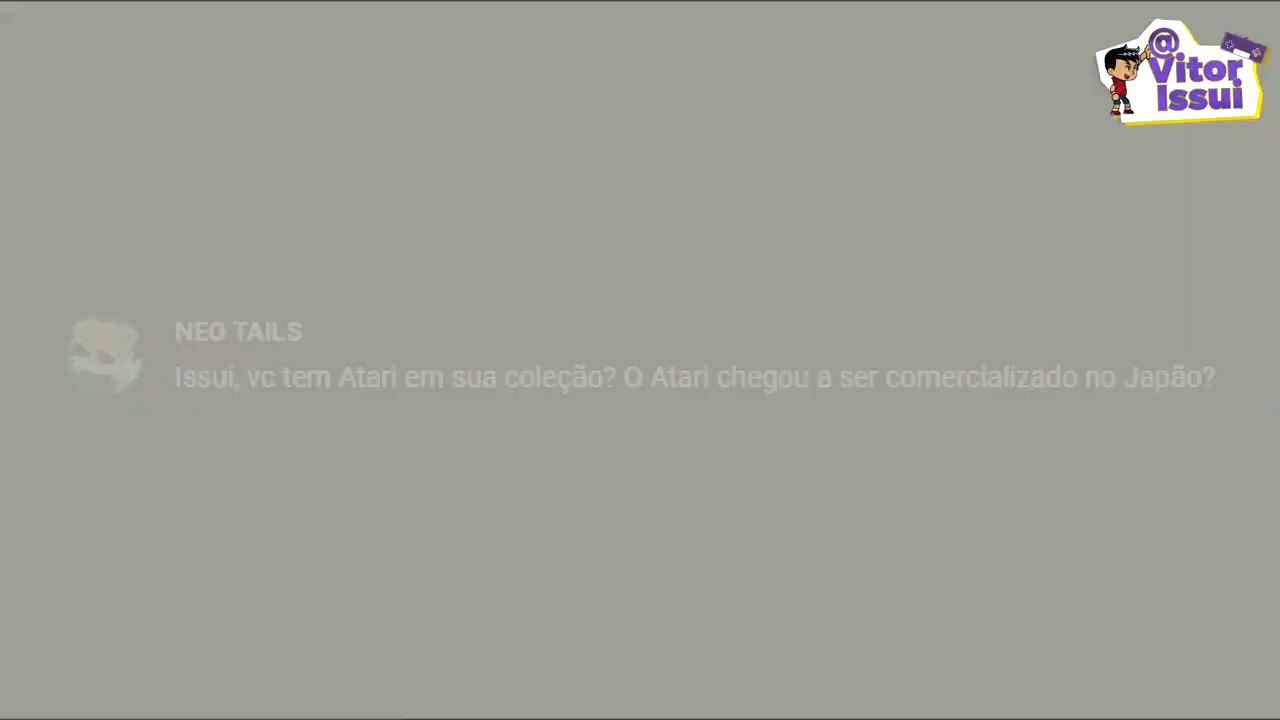 @
Vitor
Issui
NEO TAILS
Issui, vc tem Atari em sua coleção? O Atari chegou a ser comercializado no Japão?